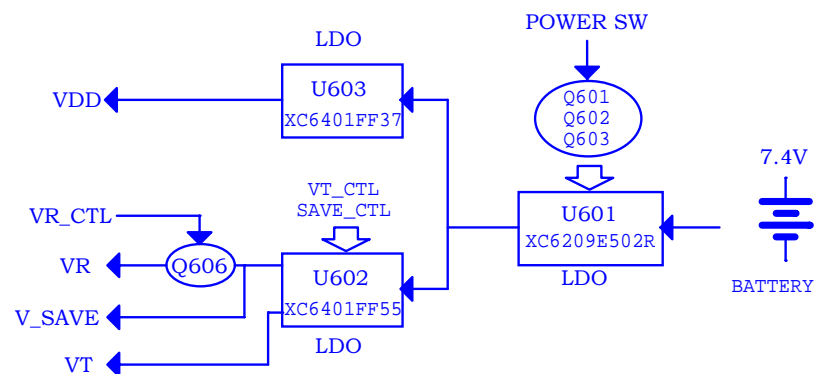 POWER SW
LDO
U603
XC6401FF37
VDD
Q601
Q602
Q603
7.4V
VT_CTL
SAVE_CTL
U601
XC6209E502R
VR_CTL
VR
Q606
U602
XC6401FF55
LDO
BATTERY
V_SAVE
LDO
VT